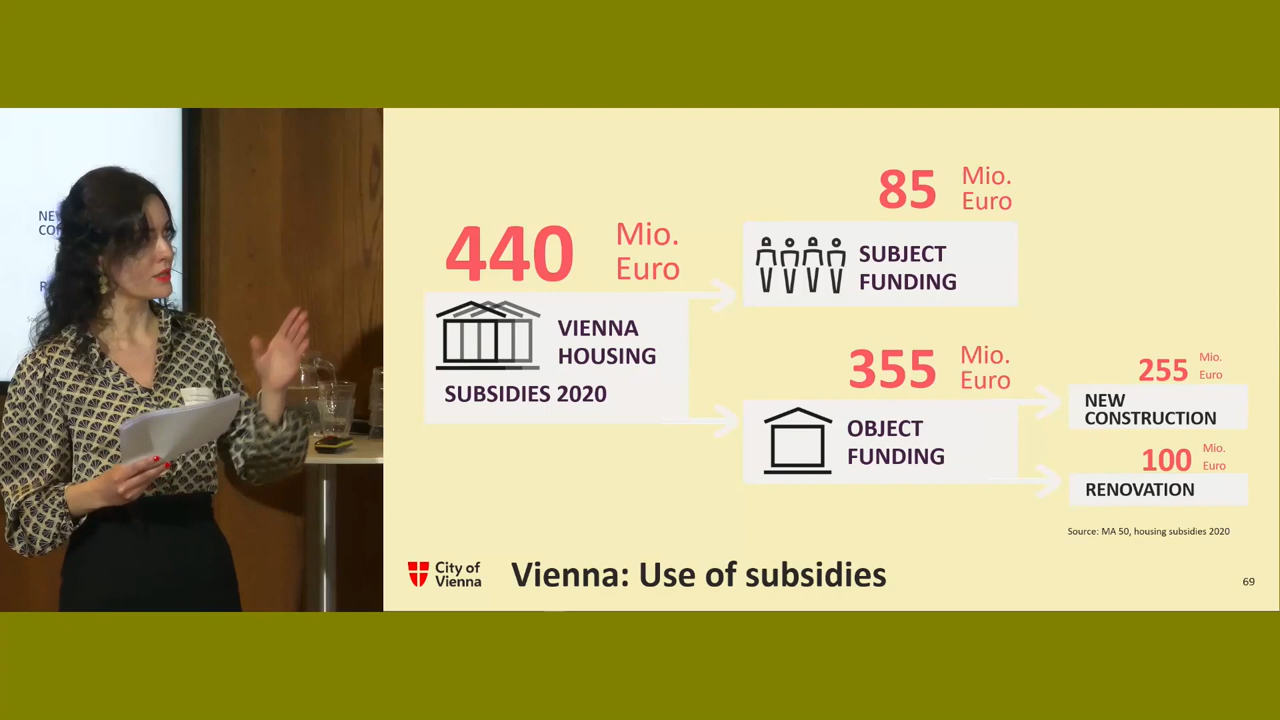 440
Mio.
Euro
VIENNA
HOUSING
SUBSIDIES 2020
85
Mio.
Euro
SUBJECT
FUNDING
355
Mio.
Euro
OBJECT
FUNDING
255
Mio.
Euro
NEW
CONSTRUCTION
100
Mio.
Euro
RENOVATION
Source: MA 50, housing subsidies 2020
City of
Vienna
Vienna: Use of subsidies
69